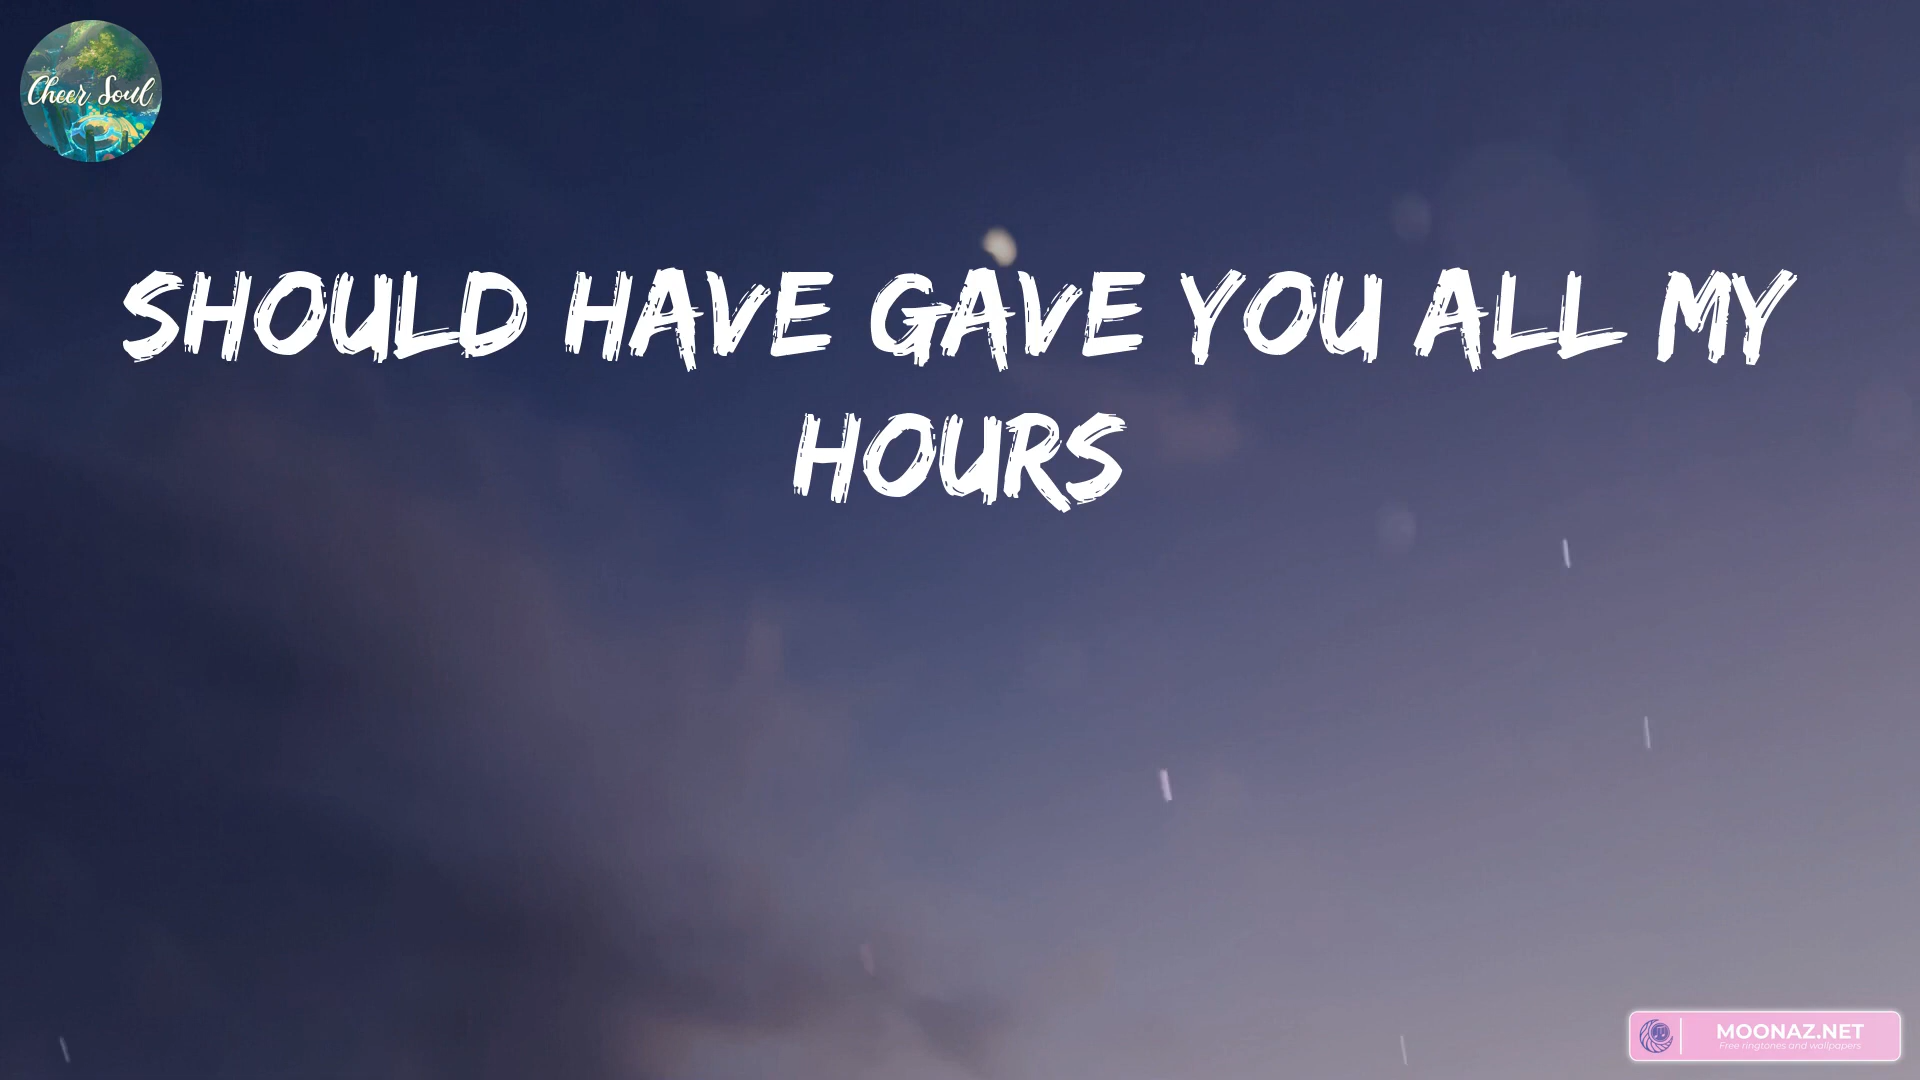 Cheer Soul
SHOULD HAVE GAVE YOU ALL MY
HOURS
MOONAZ.NET
Free ringtones and wallpapers